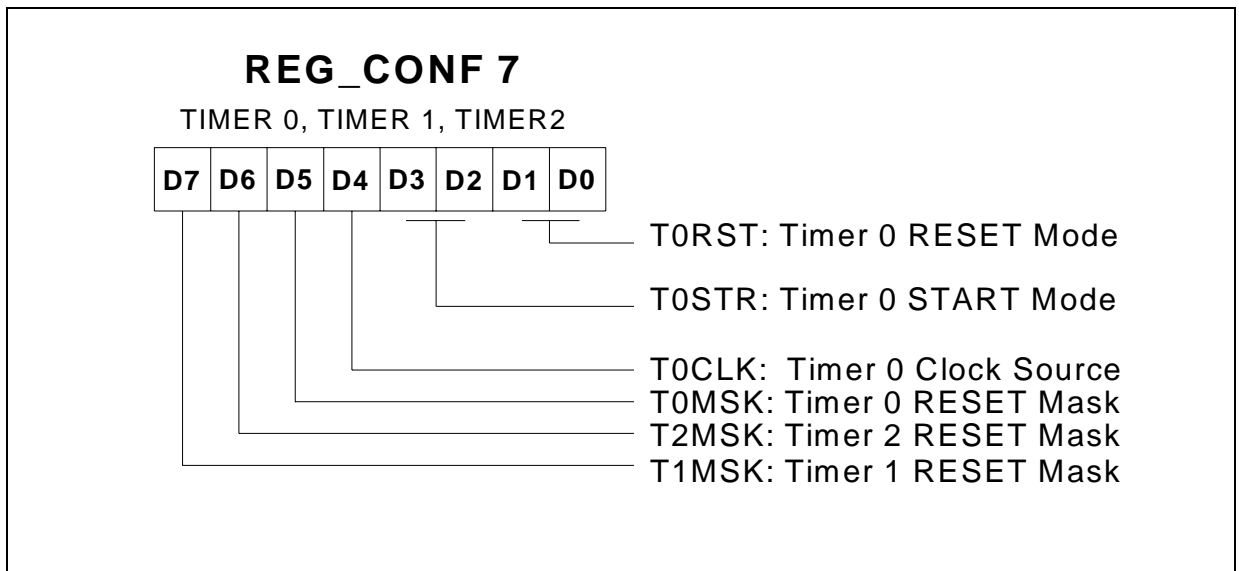 REG_CONF 7
TIMER 0, TIMER 1, TIMER2
D7 D6 D5 D4 D3 D2 D1 D0
T0RST: Timer 0 RESET Mode
T0STR: Timer 0 START Mode
T0CLK: Timer 0 Clock Source
T0MSK: Timer 0 RESET Mask
T2MSK: Timer 2 RESET Mask
T1MSK: Timer 1 RESET Mask